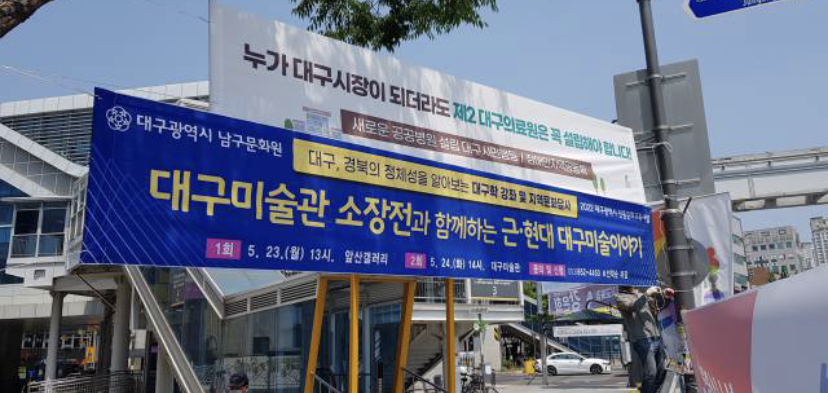 누가 대구시장이 되더라도 제2 대구의료원은 꼭 설립해야 합니다!
새로운 공공병원 설립 대구시민행동
대구광역시 남구문화원
대구, 경북의 정체성을 알아보는 대구학 강좌 및 지역문화답사
대구미술관 소장전과 함께하는 근·현대 대구미술이야기
1회 5. 23.(월) 13시. 앞산갤러리 2회 5. 24.(화) 14시. 대구미술관